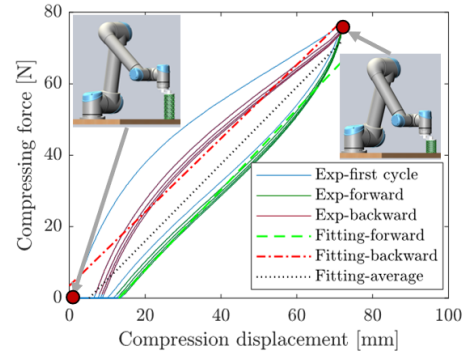 80
60
40
20
0
Compressing force [N]
Exp-first cycle
Exp-forward
Exp-backward
Fitting-forward
Fitting-backward
Fitting-average
0 20 40 60 80 100
Compression displacement [mm]